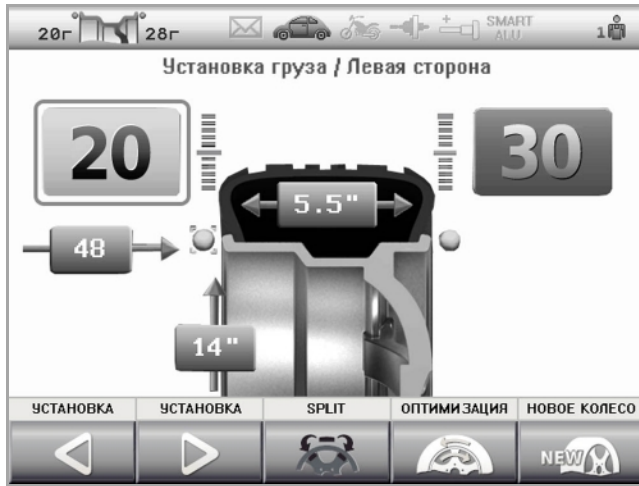 20г 28г SMART ALU 1
Установка груза / Левая сторона
20 30
5.5"
48
14"
УСТАНОВКА УСТАНОВКА SPLIT ОПТИМИЗАЦИЯ НОВОЕ КОЛЕСО
NEW